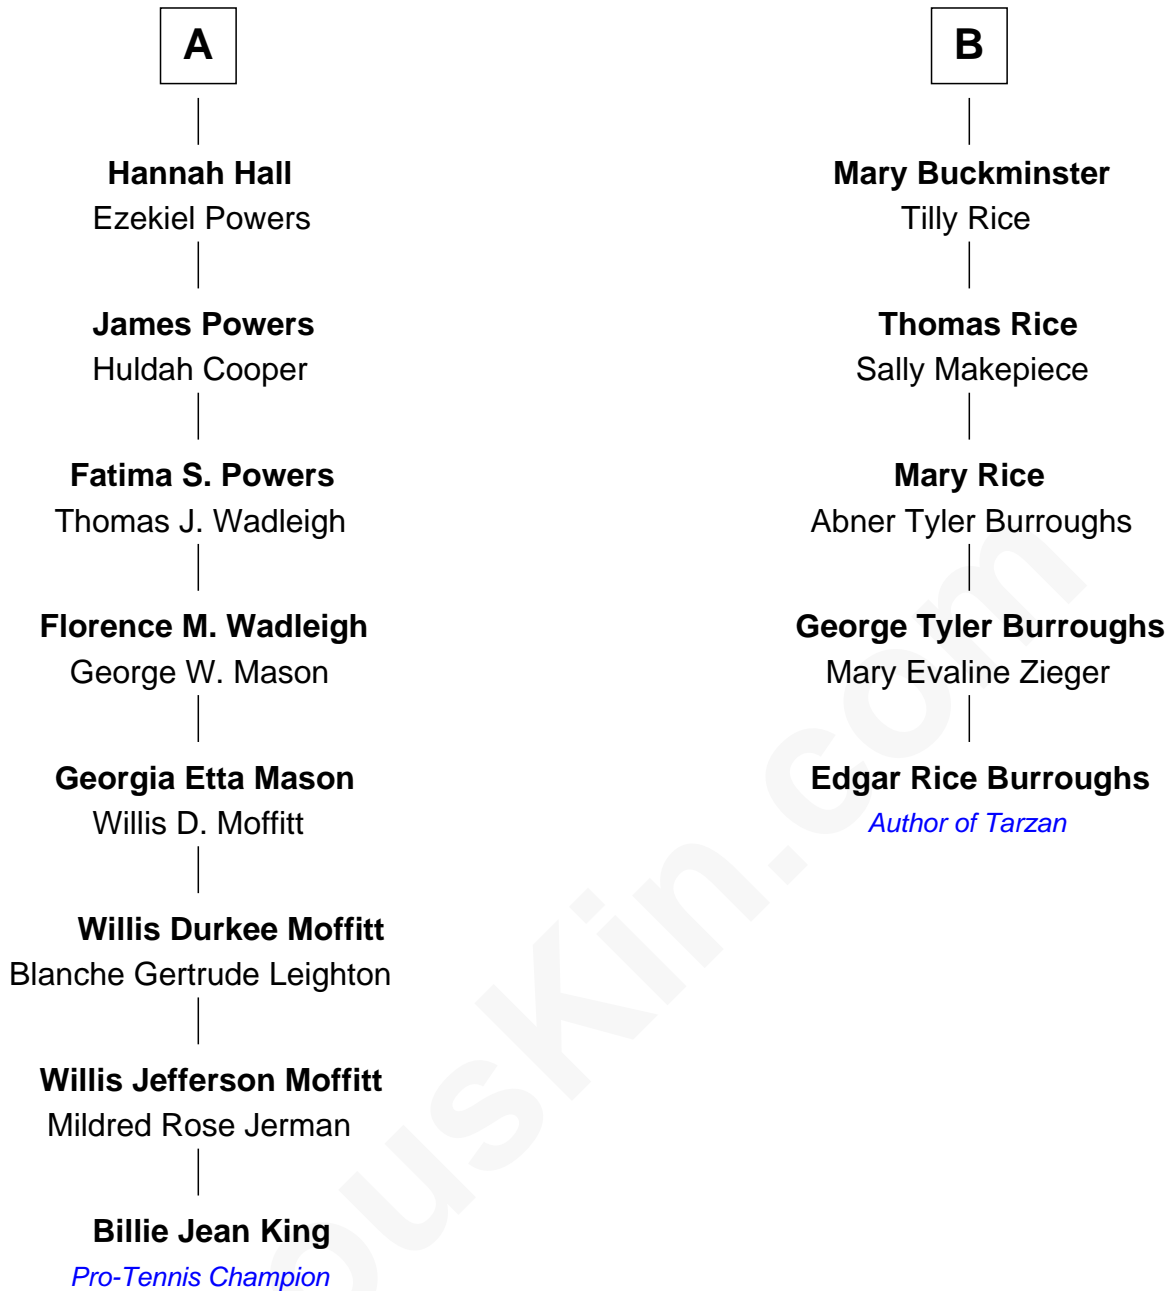 A
Hannah Hall
Ezekiel Powers
James Powers
Huldah Cooper
Fatima S. Powers
Thomas J. Wadleigh
Florence M. Wadleigh
George W. Mason
Georgia Etta Mason
Willis D. Moffitt
Willis Durkee Moffitt
Blanche Gertrude Leighton
Willis Jefferson Moffitt
Mildred Rose Jerman
Billie Jean King
Pro-Tennis Champion
B
Mary Buckminster
Tilly Rice
Thomas Rice
Sally Makepiece
Mary Rice
Abner Tyler Burroughs
George Tyler Burroughs
Mary Evaline Zieger
Edgar Rice Burroughs
Author of Tarzan
ousKin.com